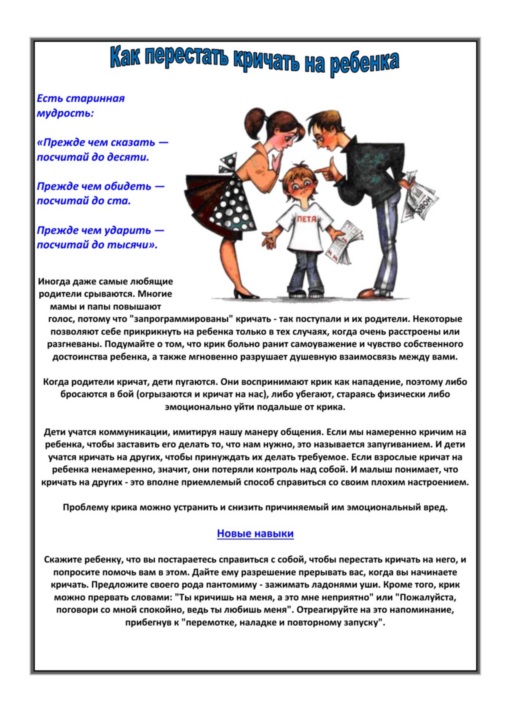 Как перестать кричать на ребенка
Есть старинная
мудрость:
«Прежде чем сказать —
посчитай до десяти.
Прежде чем обидеть —
посчитай до ста.
Прежде чем ударить —
посчитай до тысячи».
ПЕТЯ
Иногда даже самые любящие
родители срываются. Многие
мамы и папы повышают
голос, потому что "запрограммированы" кричать - так поступали и их родители. Некоторые
позволяют себе прикрикнуть на ребенка только в тех случаях, когда очень расстроены или
разгневаны. Подумайте о том, что крик больно ранит самоуважение и чувство собственного
достоинства ребенка, а также мгновенно разрушает душевную взаимосвязь между вами.
Когда родители кричат, дети пугаются. Они воспринимают крик как нападение, поэтому либо
бросаются в бой (огрызаются и кричат на нас), либо убегают, стараясь физически либо
эмоционально уйти подальше от крика.
Дети учатся коммуникации, имитируя нашу манеру общения. Если мы намеренно кричим на
ребенка, чтобы заставить его делать то, что нам нужно, это называется запугиванием. И дети
учатся кричать на других, чтобы принуждать их делать требуемое. Если взрослые кричат на
ребенка ненамеренно, значит, они потеряли контроль над собой. И малыш понимает, что
кричать на других - это вполне приемлемый способ справиться со своим плохим настроением.
Проблему крика можно устранить и снизить причиняемый им эмоциональный вред.
Новые навыки
Скажите ребенку, что вы постараетесь справиться с собой, чтобы перестать кричать на него, и
попросите помочь вам в этом. Дайте ему разрешение прерывать вас, когда вы начинаете
кричать. Предложите своего рода пантомиму - зажимать ладонями уши. Кроме того, крик
можно прервать словами: "Ты кричишь на меня, а это мне неприятно" или "Пожалуйста,
поговори со мной спокойно, ведь ты любишь меня". Отреагируйте на это напоминание,
прибегнув к "перемотке, наладке и повторному запуску".